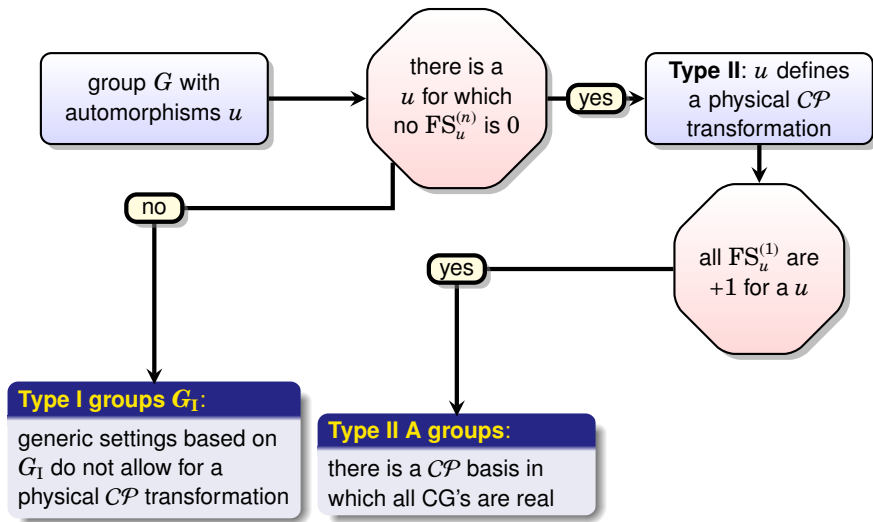 group G with
automorphisms u
there is a
u for which
no FS_u^(n) is 0
yes
Type II: u defines
a physical CP
transformation
no
all FS_u^(1) are
+1 for a u
yes
Type I groups G_I:
generic settings based on
G_I do not allow for a
physical CP transformation
Type II A groups:
there is a CP basis in
which all CG's are real